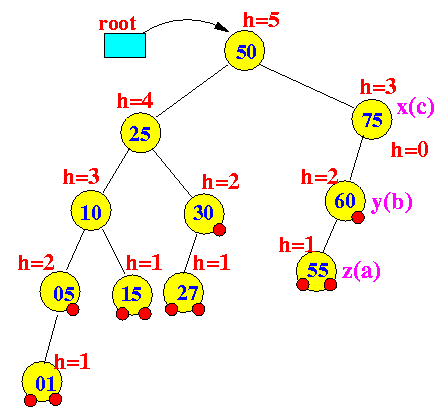 root
h=5
50
h=3
75
x(c)
h=4
25
h=0
h=3
10
h=2
30
h=2
60
y(b)
h=2
05
h=1
15
h=1
27
h=1
55
z(a)
h=1
01